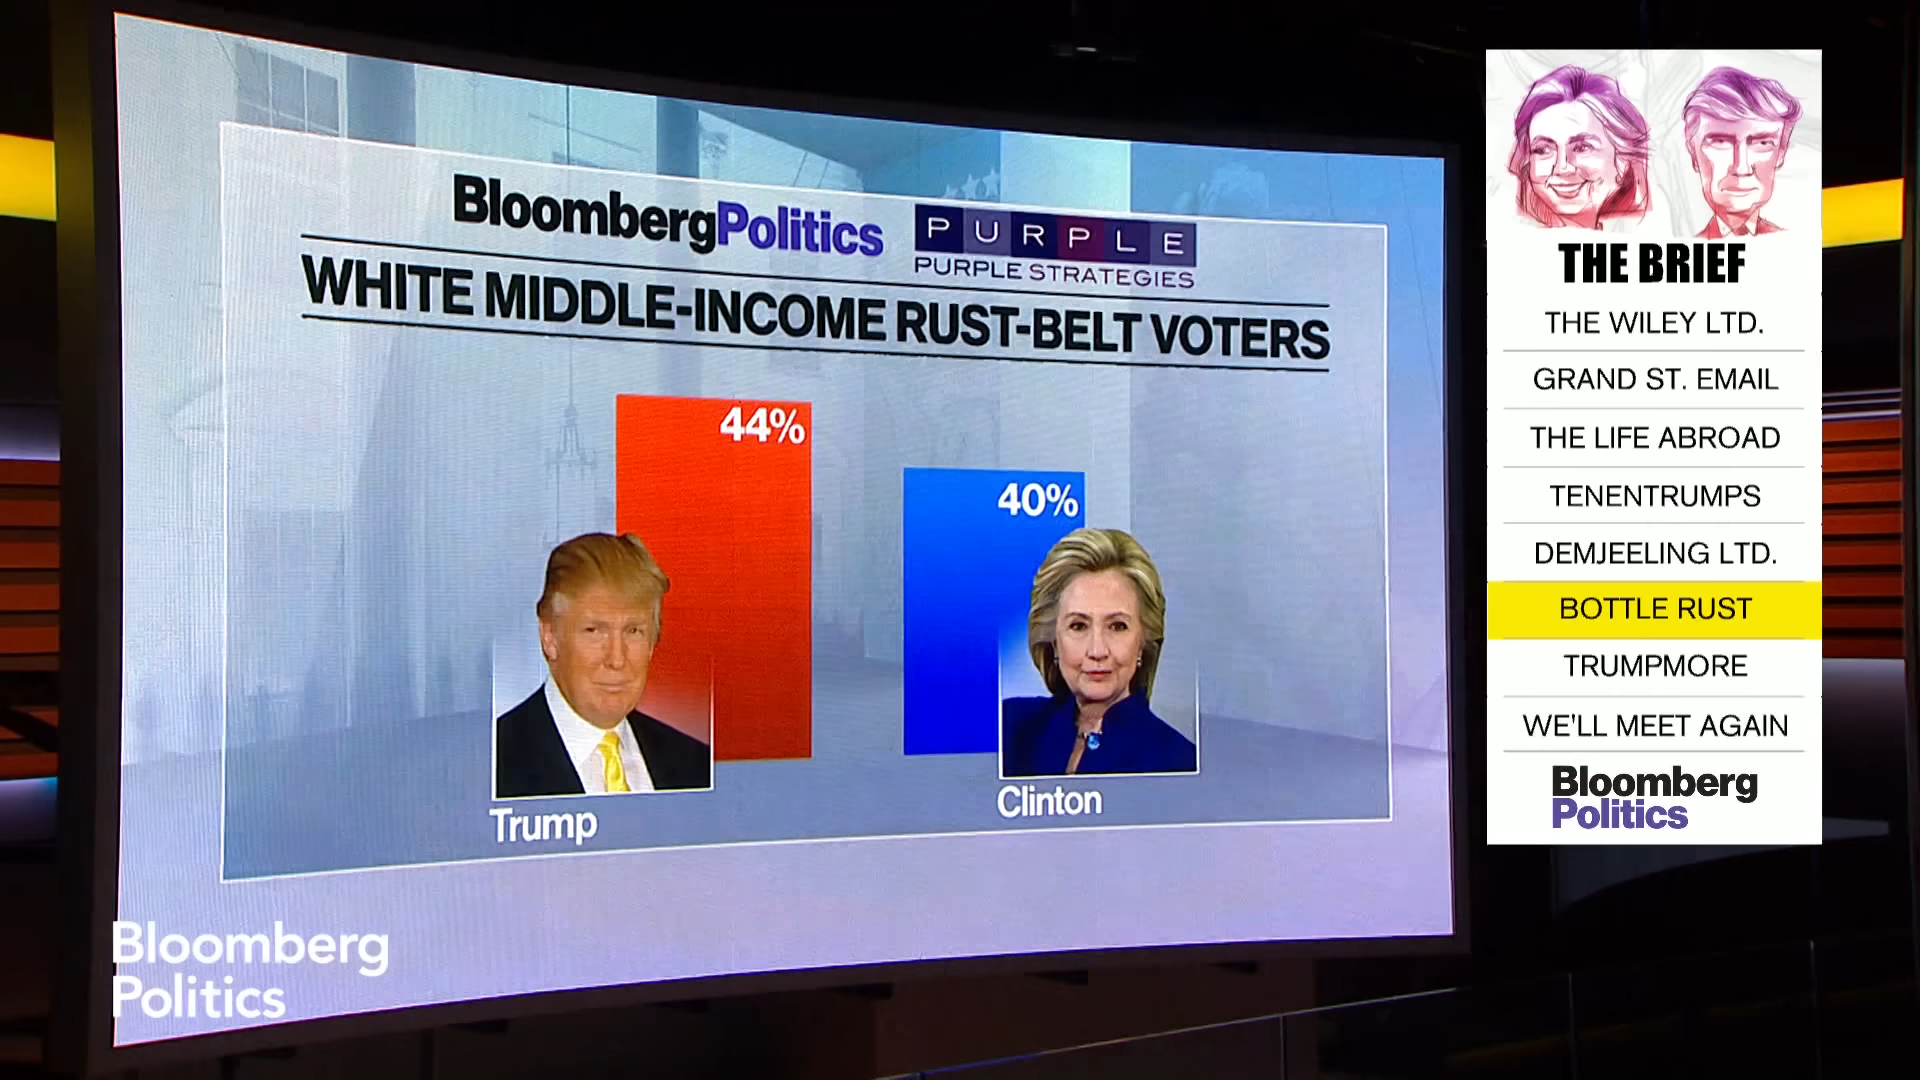 BloombergPolitics
PURPLE
PURPLE STRATEGIES
WHITE MIDDLE-INCOME RUST-BELT VOTERS
44%
40%
Trump
Clinton
Bloomberg
Politics
THE BRIEF
THE WILEY LTD.
GRAND ST. EMAIL
THE LIFE ABROAD
TENENTRUMPS
DEMJEELING LTD.
BOTTLE RUST
TRUMPMORE
WE'LL MEET AGAIN
Bloomberg
Politics